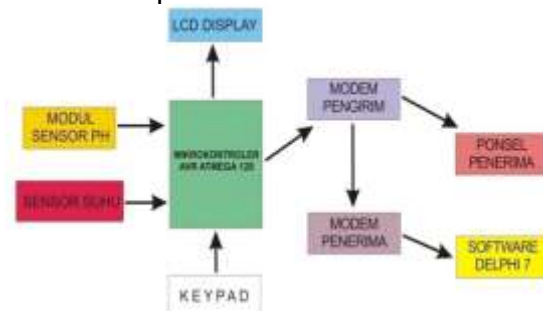 LCD DISPLAY
MODUL
SENSOR PH
SENSOR SUHU
MIKROKONTROLER
AVR ATMEGA 128
KEYPAD
MODEM
PENGIRIM
MODEM
PENERIMA
PONSEL
PENERIMA
SOFTWARE
DELPHI 7